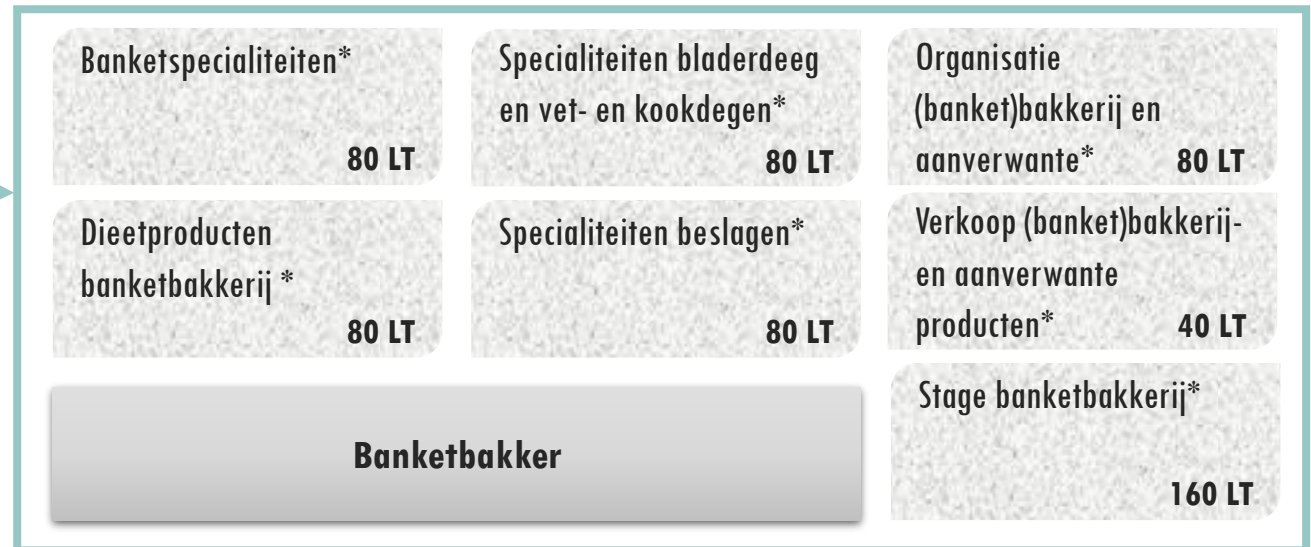 Banketspecialiteiten*
80 LT
Specialiteiten bladerdeeg
en vet- en kookdegen*
80 LT
Organisatie
(banket)bakkerij en
aanverwante* 80 LT
Dieetproducten
banketbakkerij *
80 LT
Specialiteiten beslagen*
80 LT
Verkoop (banket)bakkerij-
en aanverwante
producten* 40 LT
Banketbakker
Stage banketbakkerij*
160 LT